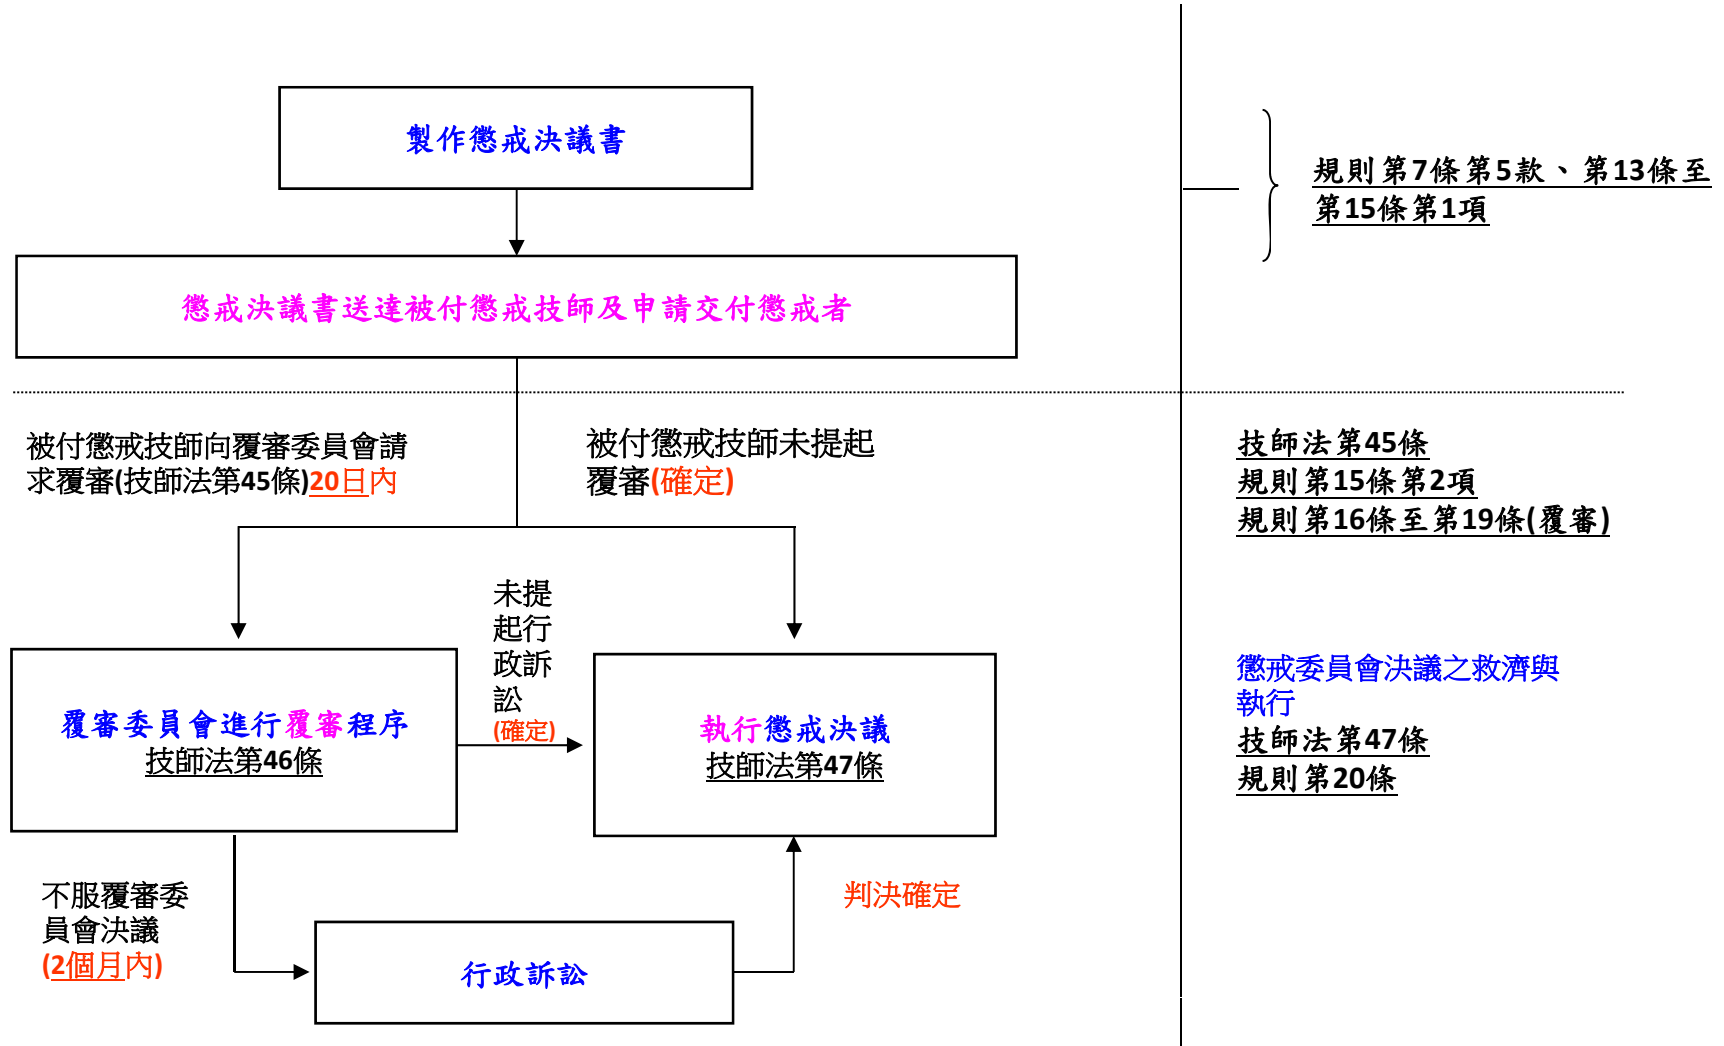 製作懲戒決議書
規則第7條第5款、第13條至
第15條第1項
懲戒決議書送達被付懲戒技師及申請交付懲戒者
被付懲戒技師向覆審委員會請
求覆審(技師法第45條)20日內
被付懲戒技師未提起
覆審(確定)
技師法第45條
規則第15條第2項
規則第16條至第19條(覆審)
未提
起行
政訴
訟
(確定)
覆審委員會進行覆審程序
技師法第46條
執行懲戒決議
技師法第47條
懲戒委員會決議之救濟與
執行
技師法第47條
規則第20條
不服覆審委
員會決議
(2個月內)
行政訴訟
判決確定